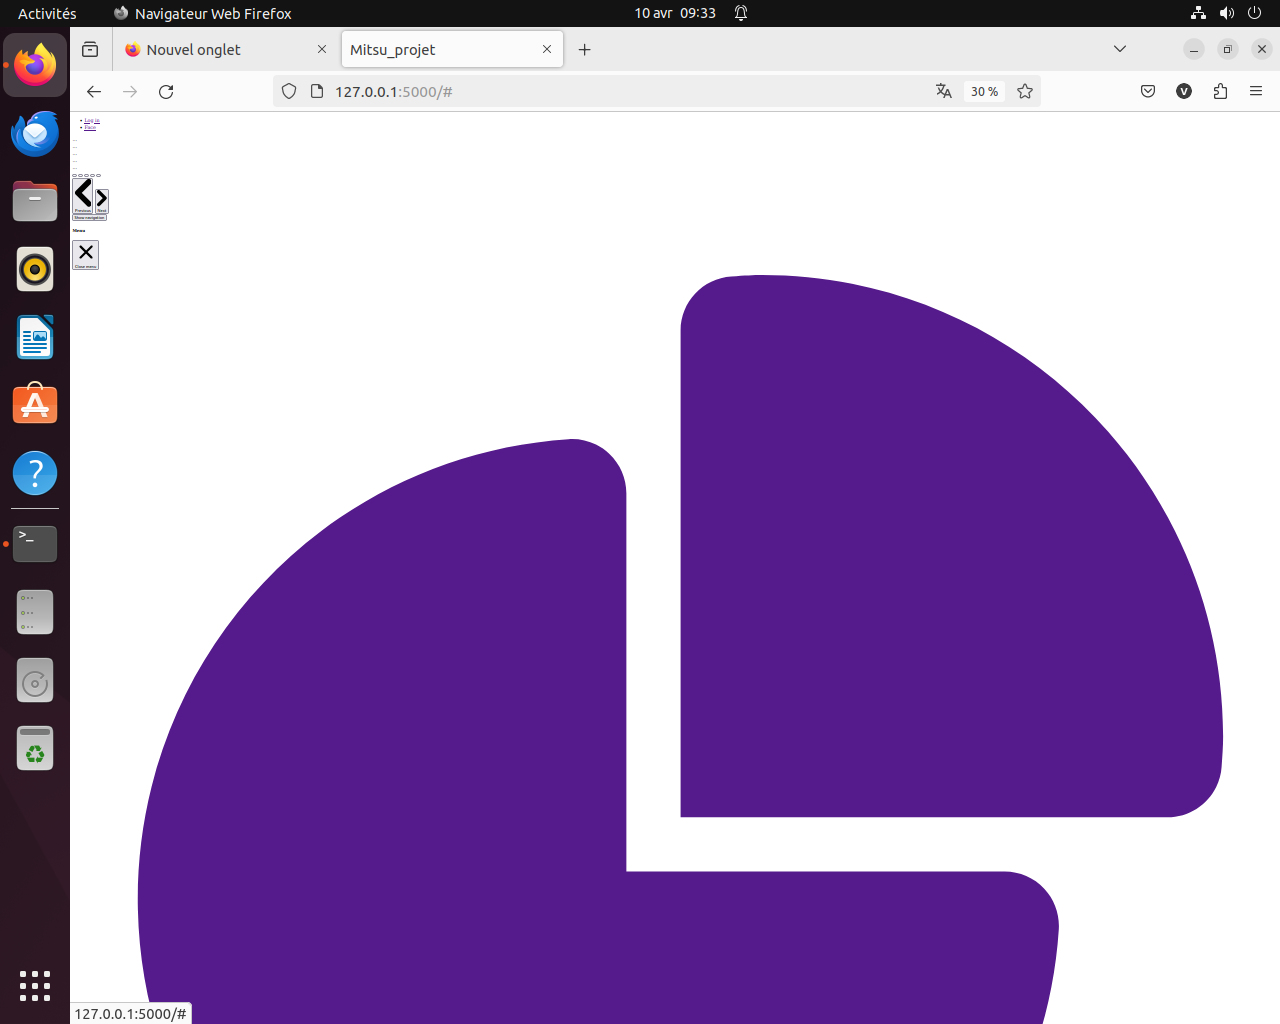 Activités
Navigateur Web Firefox
10 avr 09:33
Nouvel onglet
Mitsu_projet
127.0.0.1:5000/#
30 %
V
Log in
Face
Previous
Next
Show navigation
Menu
Close menu
>_
127.0.0.1:5000/#